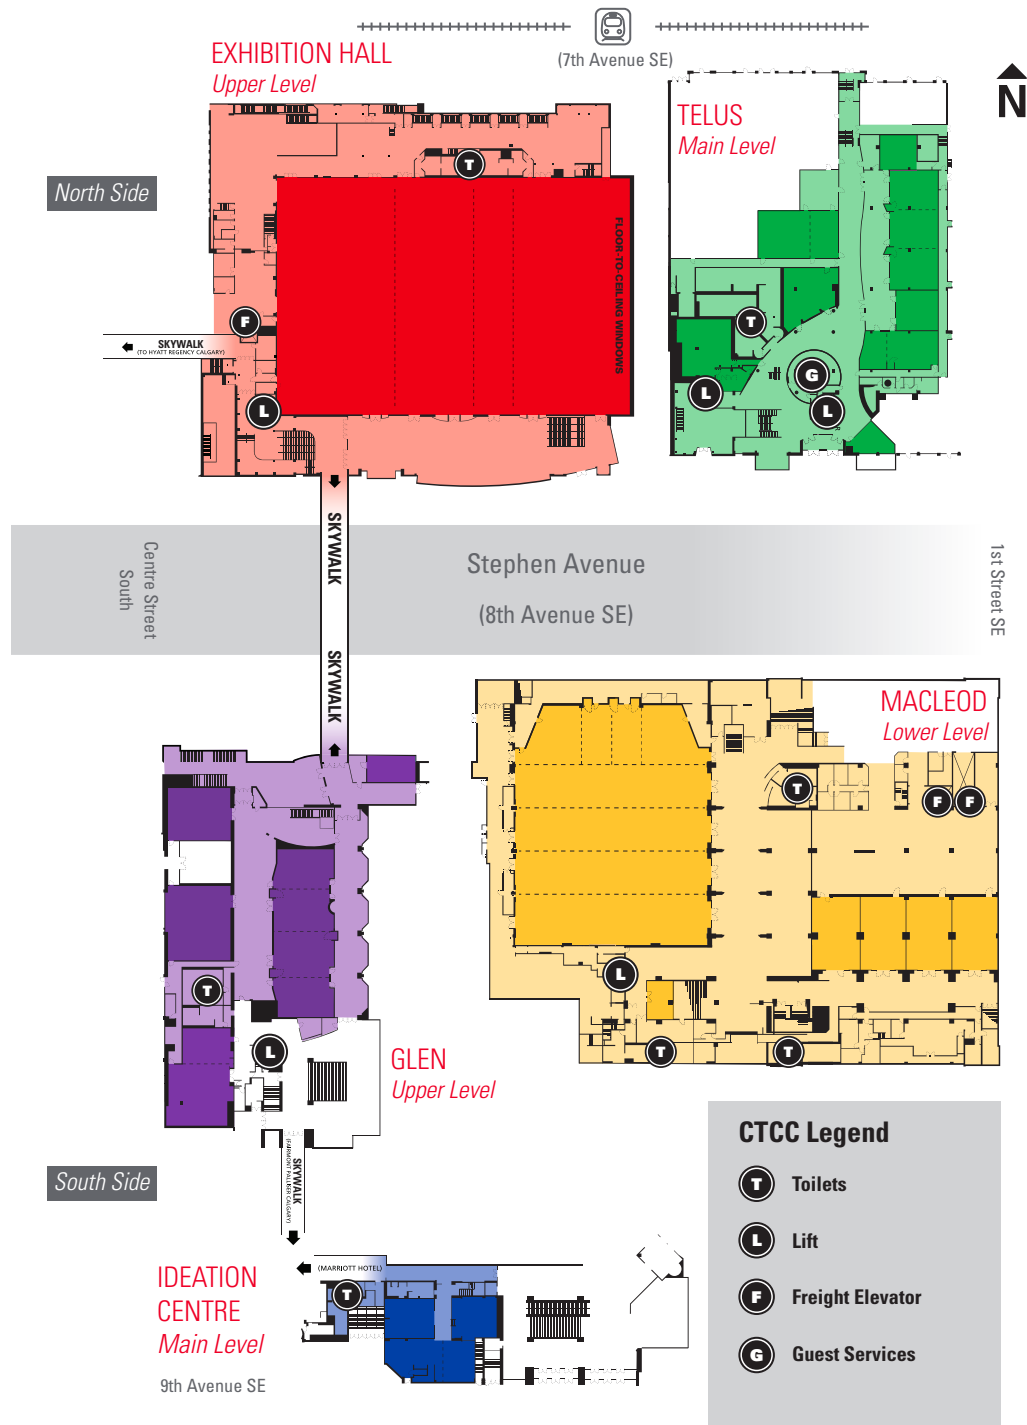 (7th Avenue SE)
EXHIBITION HALL
Upper Level
TELUS
Main Level
N
North Side
T
FLOOR-TO-CEILING WINDOWS
F
T
SKYWALK
(TO HYATT REGENCY CALGARY)
G
L
L
L
SKYWALK
Centre Street
South
Stephen Avenue
(8th Avenue SE)
1st Street SE
SKYWALK
MACLEOD
Lower Level
T
F
F
T
L
L
T
T
GLEN
Upper Level
SKYWALK
(FAIRMONT PALLISER CALGARY)
South Side
IDEATION
CENTRE
Main Level
9th Avenue SE
(MARRIOTT HOTEL)
T
CTCC Legend
T Toilets
L Lift
F Freight Elevator
G Guest Services